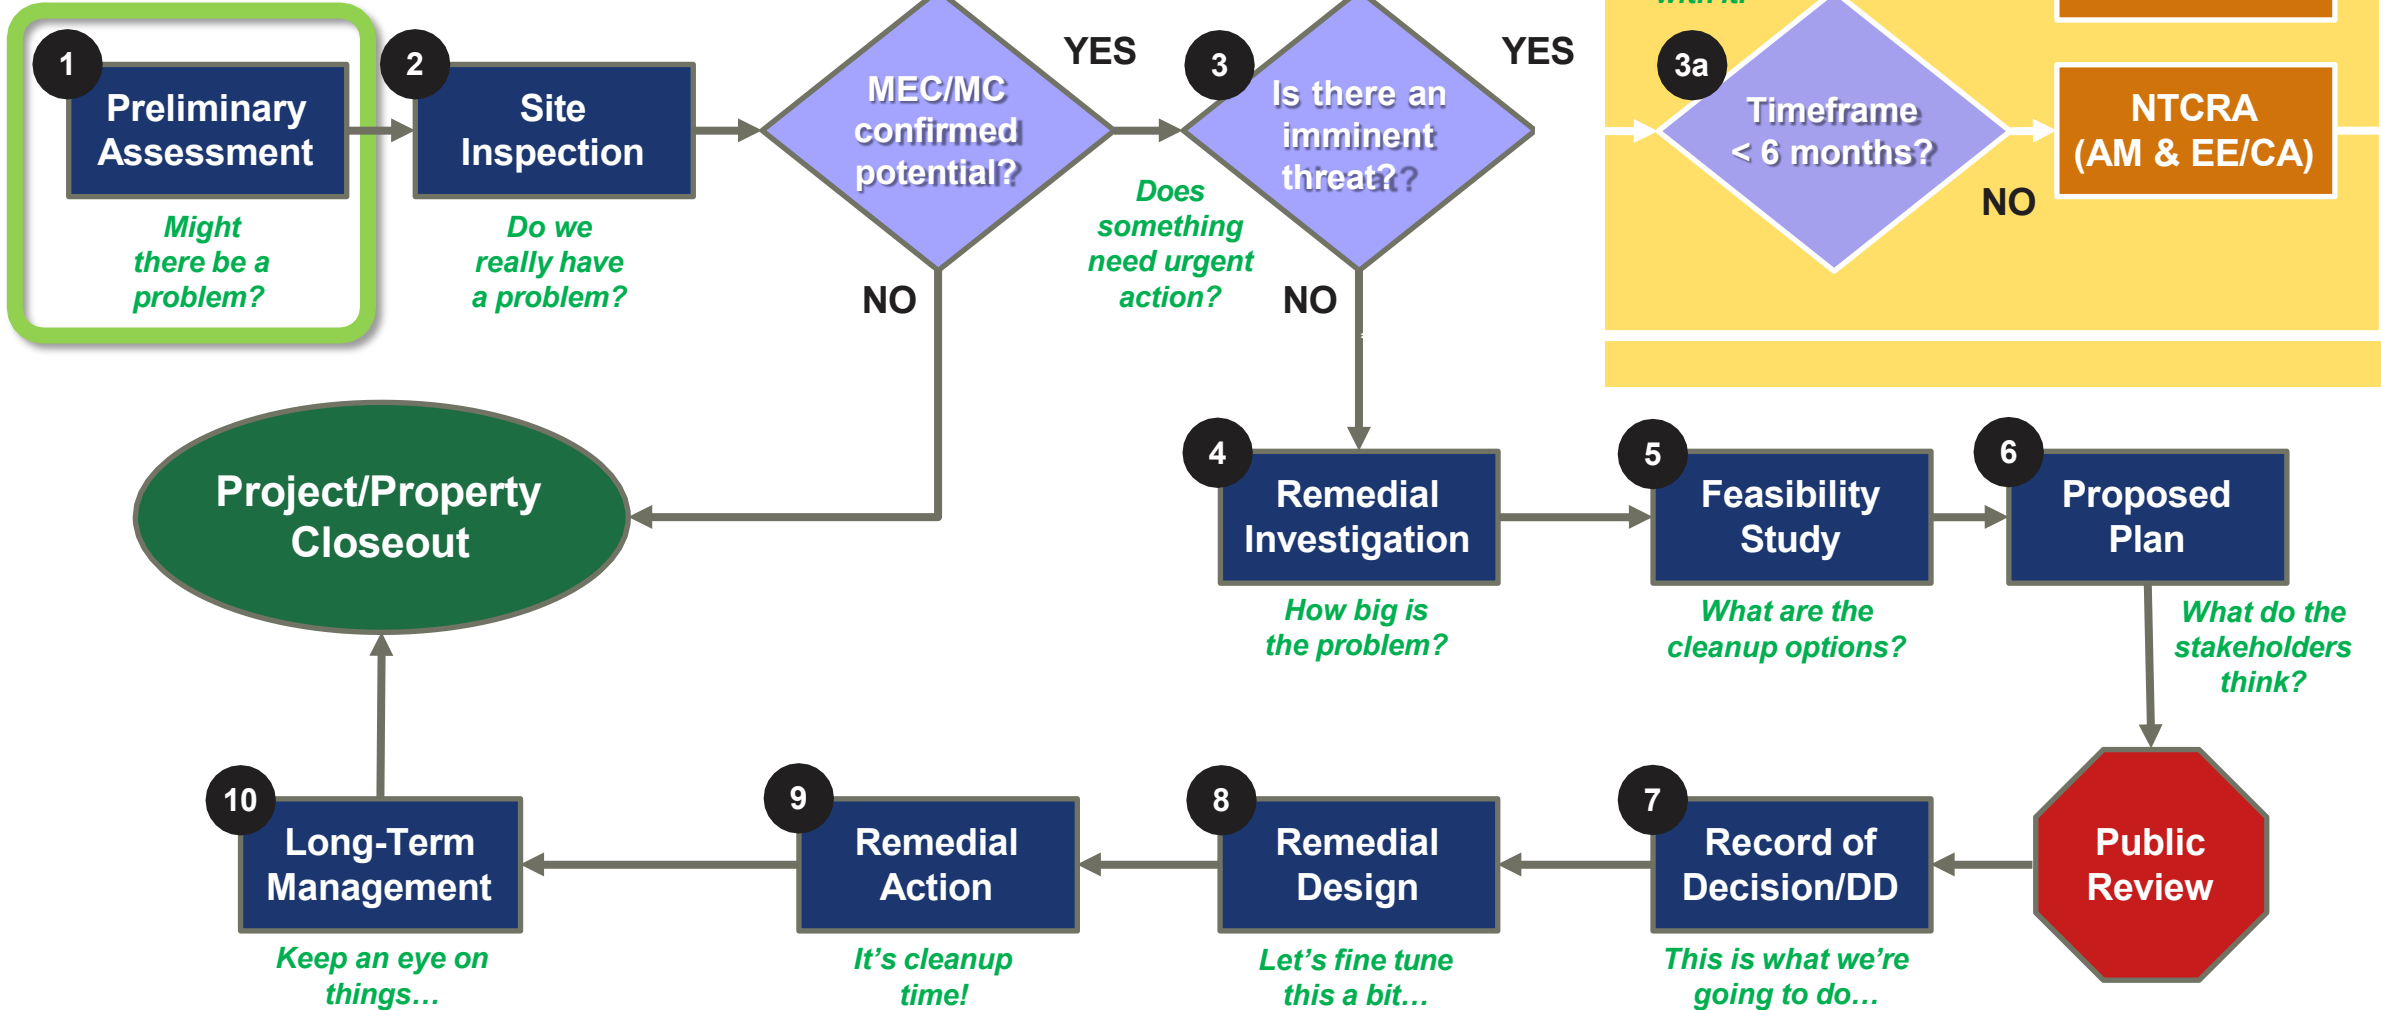 with it.
1
Preliminary
Assessment
Might
there be a
problem?
2
Site
Inspection
Do we
really have
a problem?
MEC/MC
confirmed
potential?
YES
NO
3
Is there an
imminent
threat?
Does
something
need urgent
action?
YES
NO
3a
Timeframe
< 6 months?
NO
NTCRA
(AM & EE/CA)
Project/Property
Closeout
4
Remedial
Investigation
How big is
the problem?
5
Feasibility
Study
What are the
cleanup options?
6
Proposed
Plan
What do the
stakeholders
think?
10
Long-Term
Management
Keep an eye on
things…
9
Remedial
Action
It’s cleanup
time!
8
Remedial
Design
Let’s fine tune
this a bit…
7
Record of
Decision/DD
This is what we’re
going to do…
Public
Review